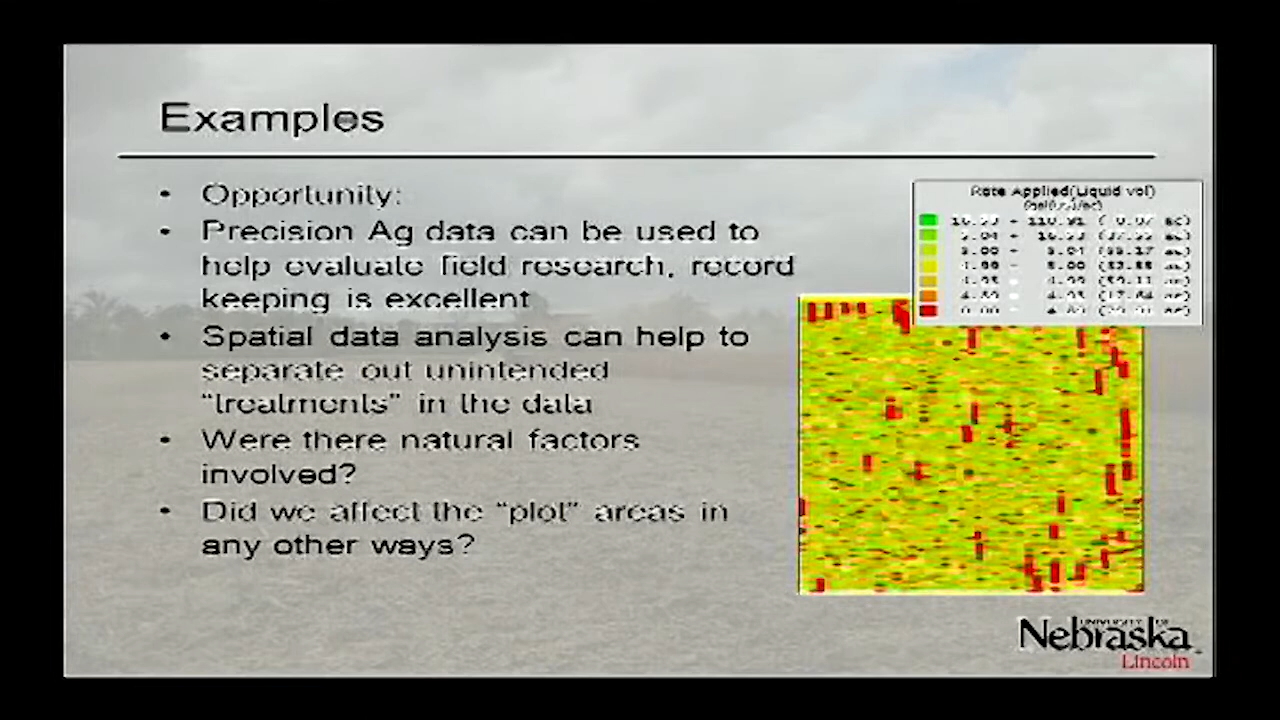 Examples
• Opportunity:
• Precision Ag data can be used to
help evaluate field research, record
keeping is excellent
• Spatial data analysis can help to
separate out unintended
“treatments” in the data
• Were there natural factors
involved?
• Did we affect the “plot” areas in
any other ways?
Rate Applied(Liquid vol)
UNIVERSITY OF
Nebraska
Lincoln